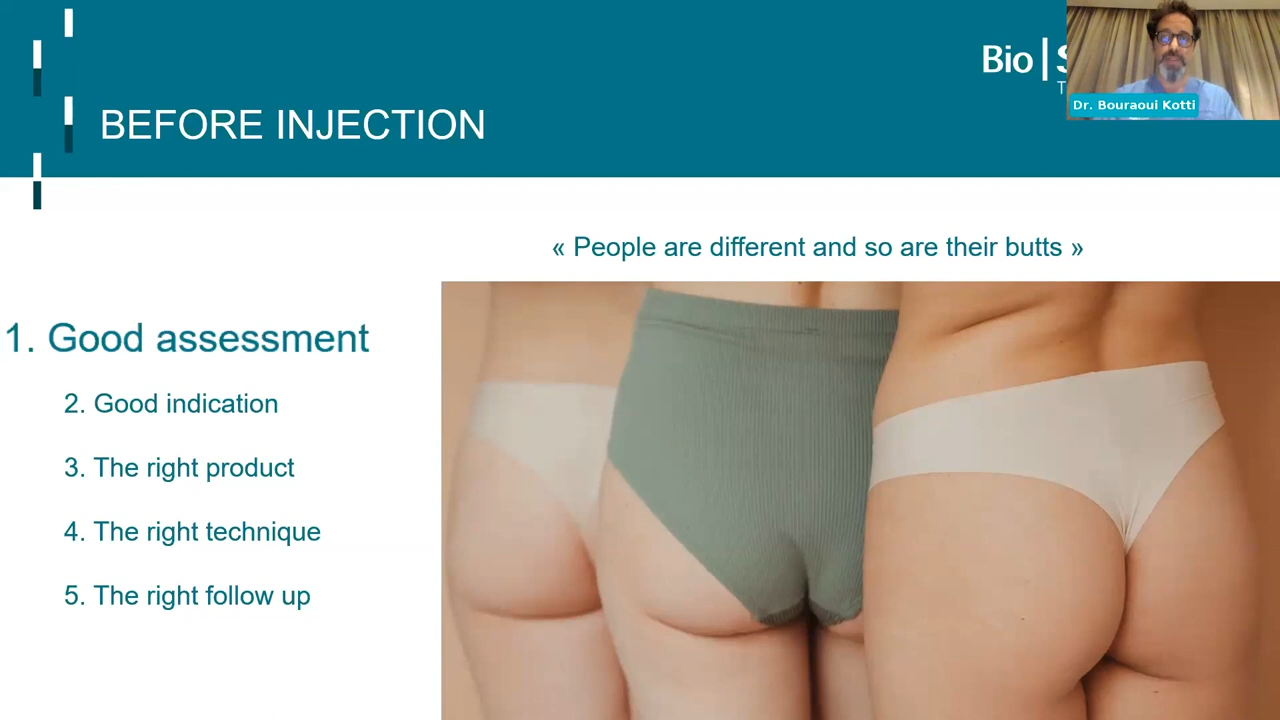 Bio|S
T
Dr. Bouraoui Kotti
BEFORE INJECTION
« People are different and so are their butts »
1. Good assessment
2. Good indication
3. The right product
4. The right technique
5. The right follow up